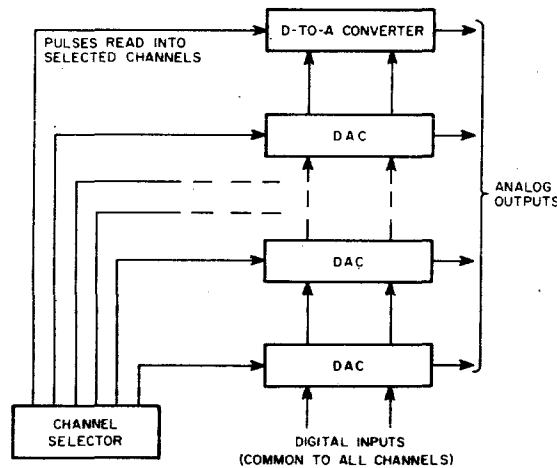 D-TO-A CONVERTER
PULSES READ INTO
SELECTED CHANNELS
DAC
ANALOG
OUTPUTS
DAC
DAC
CHANNEL
SELECTOR
DIGITAL INPUTS
(COMMON TO ALL CHANNELS)